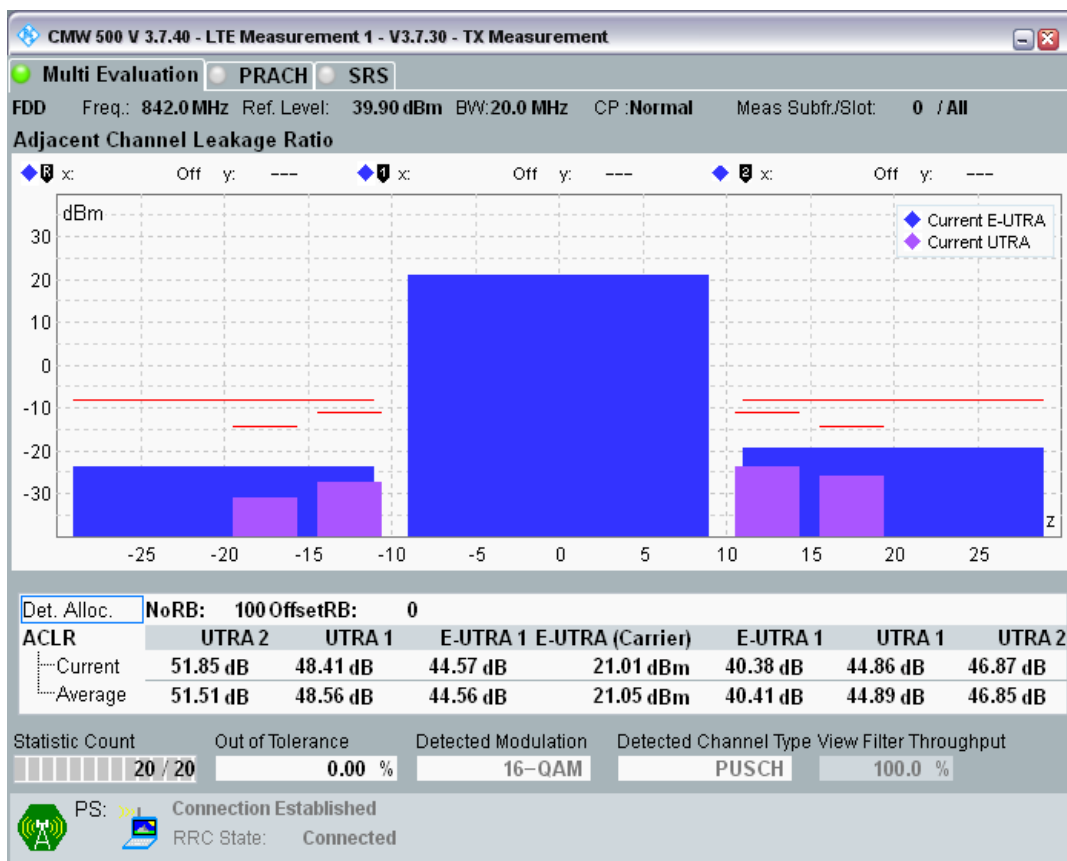 CMW 500 V 3.7.40 - LTE Measurement 1 - V3.7.30 - TX Measurement
Multi Evaluation PRACH SRS
FDD Freq.: 842.0 MHz Ref. Level: 39.90 dBm BW:20.0 MHz CP :Normal Meas Subfr./Slot: 0 / All
Adjacent Channel Leakage Ratio
R x: Off y: --- 1 x: Off y: --- 2 x: Off y: ---
dBm
Current E-UTRA
Current UTRA
30
20
10
0
-10
-20
-30
z
-25 -20 -15 -10 -5 0 5 10 15 20 25
Det. Alloc. NoRB: 100 OffsetRB: 0
ACLR UTRA 2 UTRA 1 E-UTRA 1 E-UTRA (Carrier) E-UTRA 1 UTRA 1 UTRA 2
Current 51.85 dB 48.41 dB 44.57 dB 21.01 dBm 40.38 dB 44.86 dB 46.87 dB
Average 51.51 dB 48.56 dB 44.56 dB 21.05 dBm 40.41 dB 44.89 dB 46.85 dB
Statistic Count Out of Tolerance Detected Modulation Detected Channel Type View Filter Throughput
20 / 20 0.00 % 16-QAM PUSCH 100.0 %
PS: Connection Established
RRC State: Connected